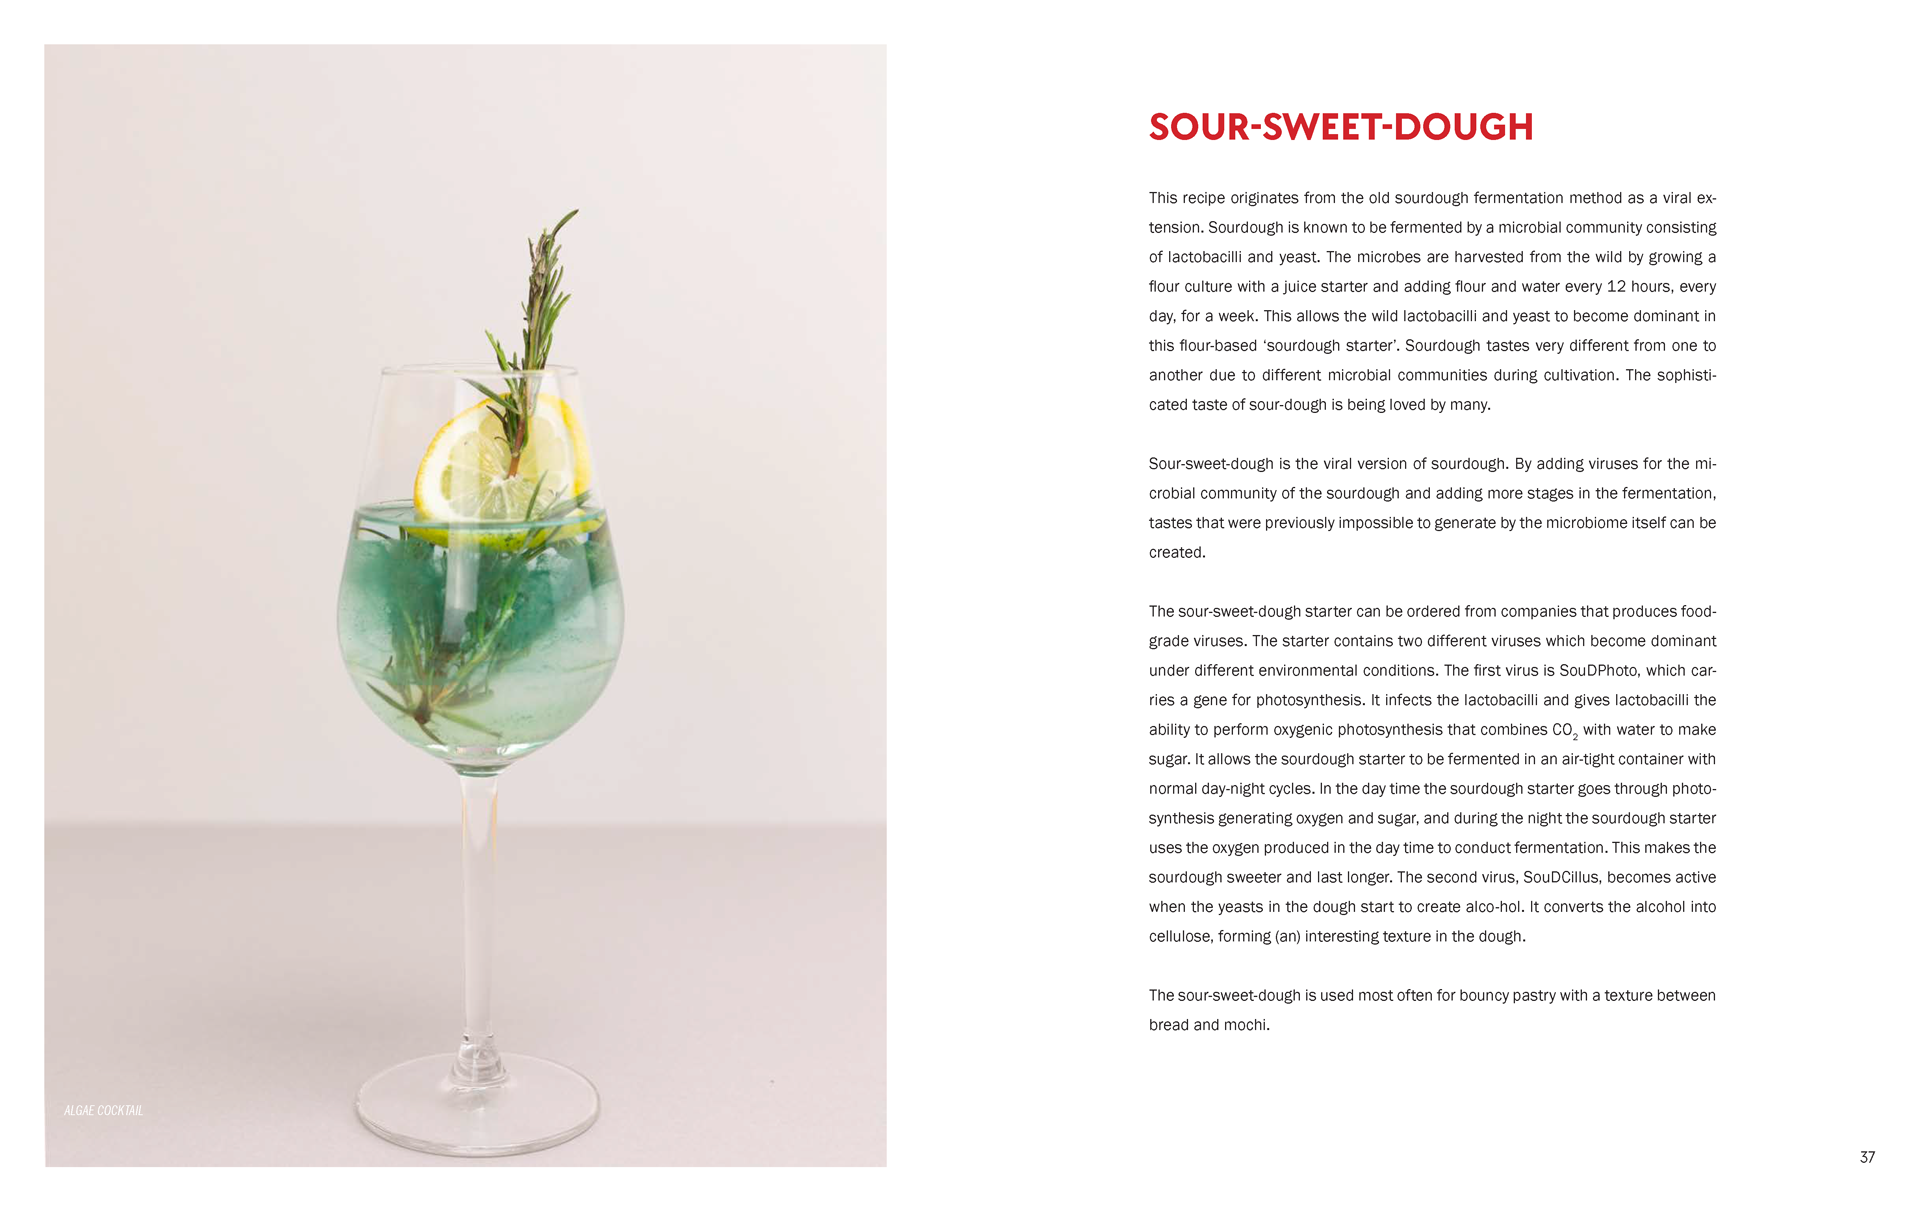 ALGAE COCKTAIL
SOUR-SWEET-DOUGH
This recipe originates from the old sourdough fermentation method as a viral ex-
tension. Sourdough is known to be fermented by a microbial community consisting
of lactobacilli and yeast. The microbes are harvested from the wild by growing a
flour culture with a juice starter and adding flour and water every 12 hours, every
day, for a week. This allows the wild lactobacilli and yeast to become dominant in
this flour-based ‘sourdough starter’. Sourdough tastes very different from one to
another due to different microbial communities during cultivation. The sophisti-
cated taste of sour-dough is being loved by many.
Sour-sweet-dough is the viral version of sourdough. By adding viruses for the mi-
crobial community of the sourdough and adding more stages in the fermentation,
tastes that were previously impossible to generate by the microbiome itself can be
created.
The sour-sweet-dough starter can be ordered from companies that produces food-
grade viruses. The starter contains two different viruses which become dominant
under different environmental conditions. The first virus is SouDPhoto, which car-
ries a gene for photosynthesis. It infects the lactobacilli and gives lactobacilli the
ability to perform oxygenic photosynthesis that combines CO₂ with water to make
sugar. It allows the sourdough starter to be fermented in an air-tight container with
normal day-night cycles. In the day time the sourdough starter goes through photo-
synthesis generating oxygen and sugar, and during the night the sourdough starter
uses the oxygen produced in the day time to conduct fermentation. This makes the
sourdough sweeter and last longer. The second virus, SouDCillus, becomes active
when the yeasts in the dough start to create alco-hol. It converts the alcohol into
cellulose, forming (an) interesting texture in the dough.
The sour-sweet-dough is used most often for bouncy pastry with a texture between
bread and mochi.
37